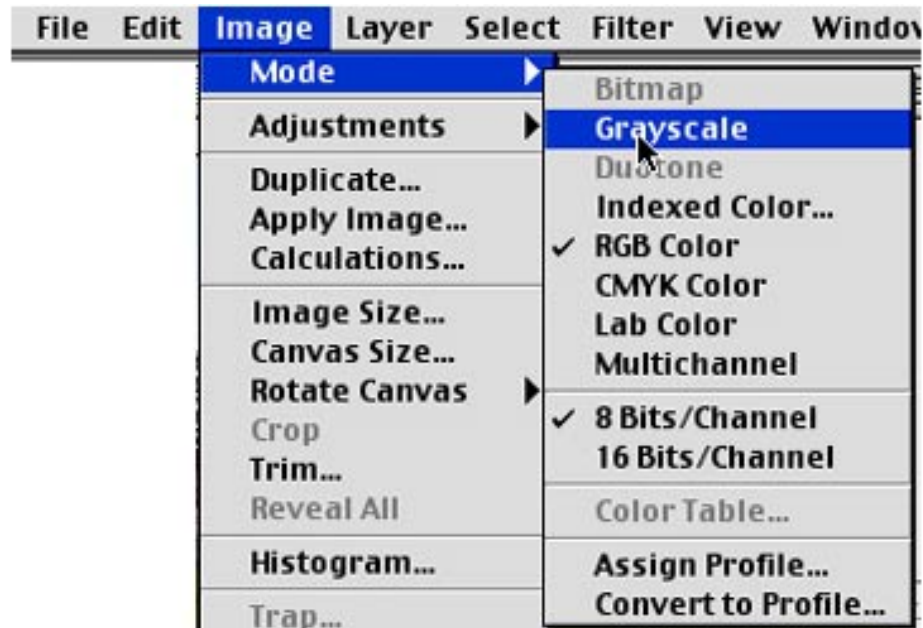 File Edit Image Layer Select Filter View Window
Mode
Adjustments
Duplicate...
Apply Image...
Calculations...
Image Size...
Canvas Size...
Rotate Canvas
Crop
Trim...
Reveal All
Histogram...
Trap...
Bitmap
Grayscale
Duotone
Indexed Color...
✓ RGB Color
CMYK Color
Lab Color
Multichannel
✓ 8 Bits/Channel
16 Bits/Channel
Color Table...
Assign Profile...
Convert to Profile...